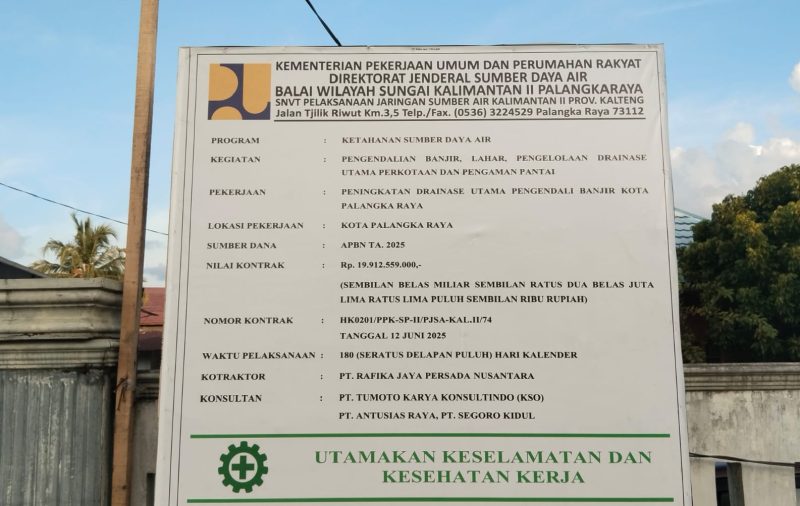 KEMENTERIAN PEKERJAAN UMUM DAN PERUMAHAN RAKYAT
DIREKTORAT JENDERAL SUMBER DAYA AIR
BALAI WILAYAH SUNGAI KALIMANTAN II PALANGKARAYA
SNVT PELAKSANAAN JARINGAN SUMBER AIR KALIMANTAN II PROV. KALTENG
Jalan Tjilik Riwut Km.3,5 Telp./Fax. (0536) 3224529 Palangka Raya 73112
PROGRAM : KETAHANAN SUMBER DAYA AIR
KEGIATAN : PENGENDALIAN BANJIR, LAHAR, PENGELOLAAN DRAINASE
UTAMA PERKOTAAN DAN PENGAMAN PANTAI
PEKERJAAN : PENINGKATAN DRAINASE UTAMA PENGENDALI BANJIR KOTA
PALANGKA RAYA
LOKASI PEKERJAAN : KOTA PALANGKA RAYA
SUMBER DANA : APBN TA. 2025
NILAI KONTRAK : Rp. 19.912.559.000,-
(SEMBILAN BELAS MILIAR SEMBILAN RATUS DUA BELAS JUTA
LIMA RATUS LIMA PULUH SEMBILAN RIBU RUPIAH)
NOMOR KONTRAK : HK0201/PPK-SP-II/PJSA-KAL.II/74
TANGGAL 12 JUNI 2025
WAKTU PELAKSANAAN : 180 (SERATUS DELAPAN PULUH) HARI KALENDER
KOTRAKTOR : PT. RAFIKA JAYA PERSADA NUSANTARA
KONSULTAN : PT. TUMOTO KARYA KONSULTINDO (KSO)
PT. ANTUSIAS RAYA, PT. SEGORO KIDUL
UTAMAKAN KESELAMATAN DAN
KESEHATAN KERJA